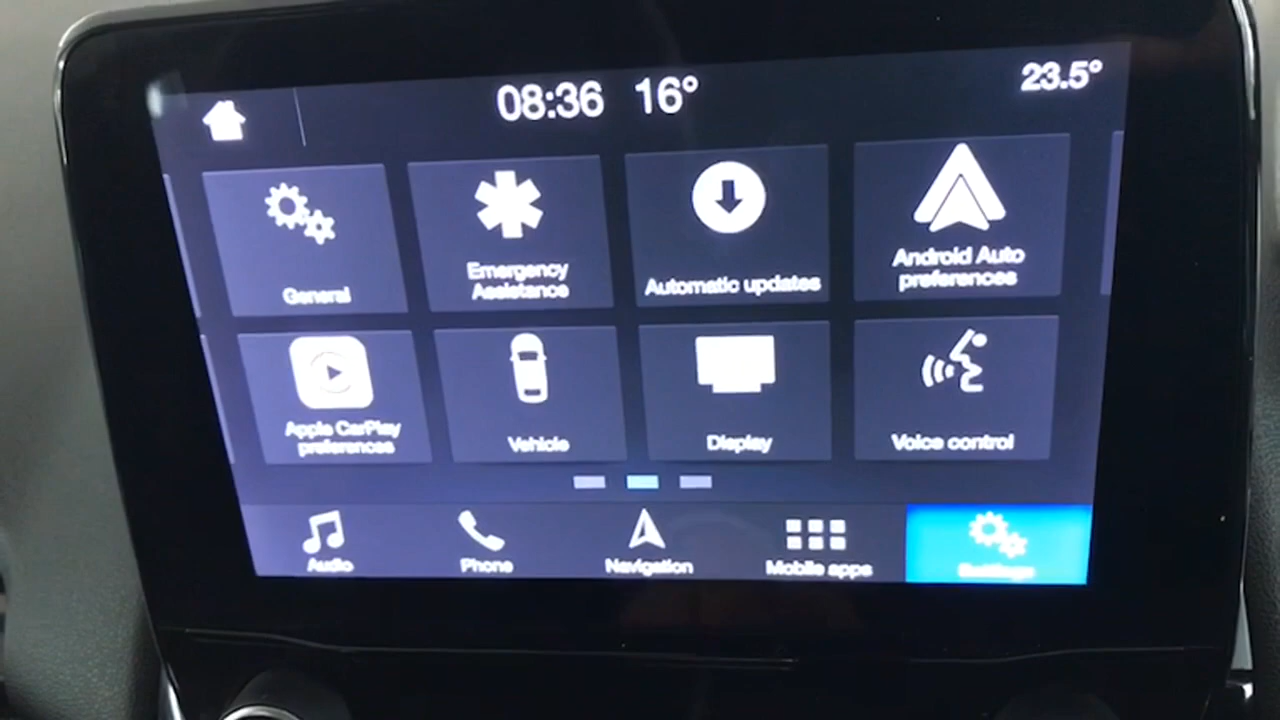 08:36 16° 23.5°
General
Emergency
Assistance
Automatic updates
Android Auto
preferences
Apple CarPlay
preferences
Vehicle
Display
Voice control
Audio
Phone
Navigation
Mobile apps
Settings